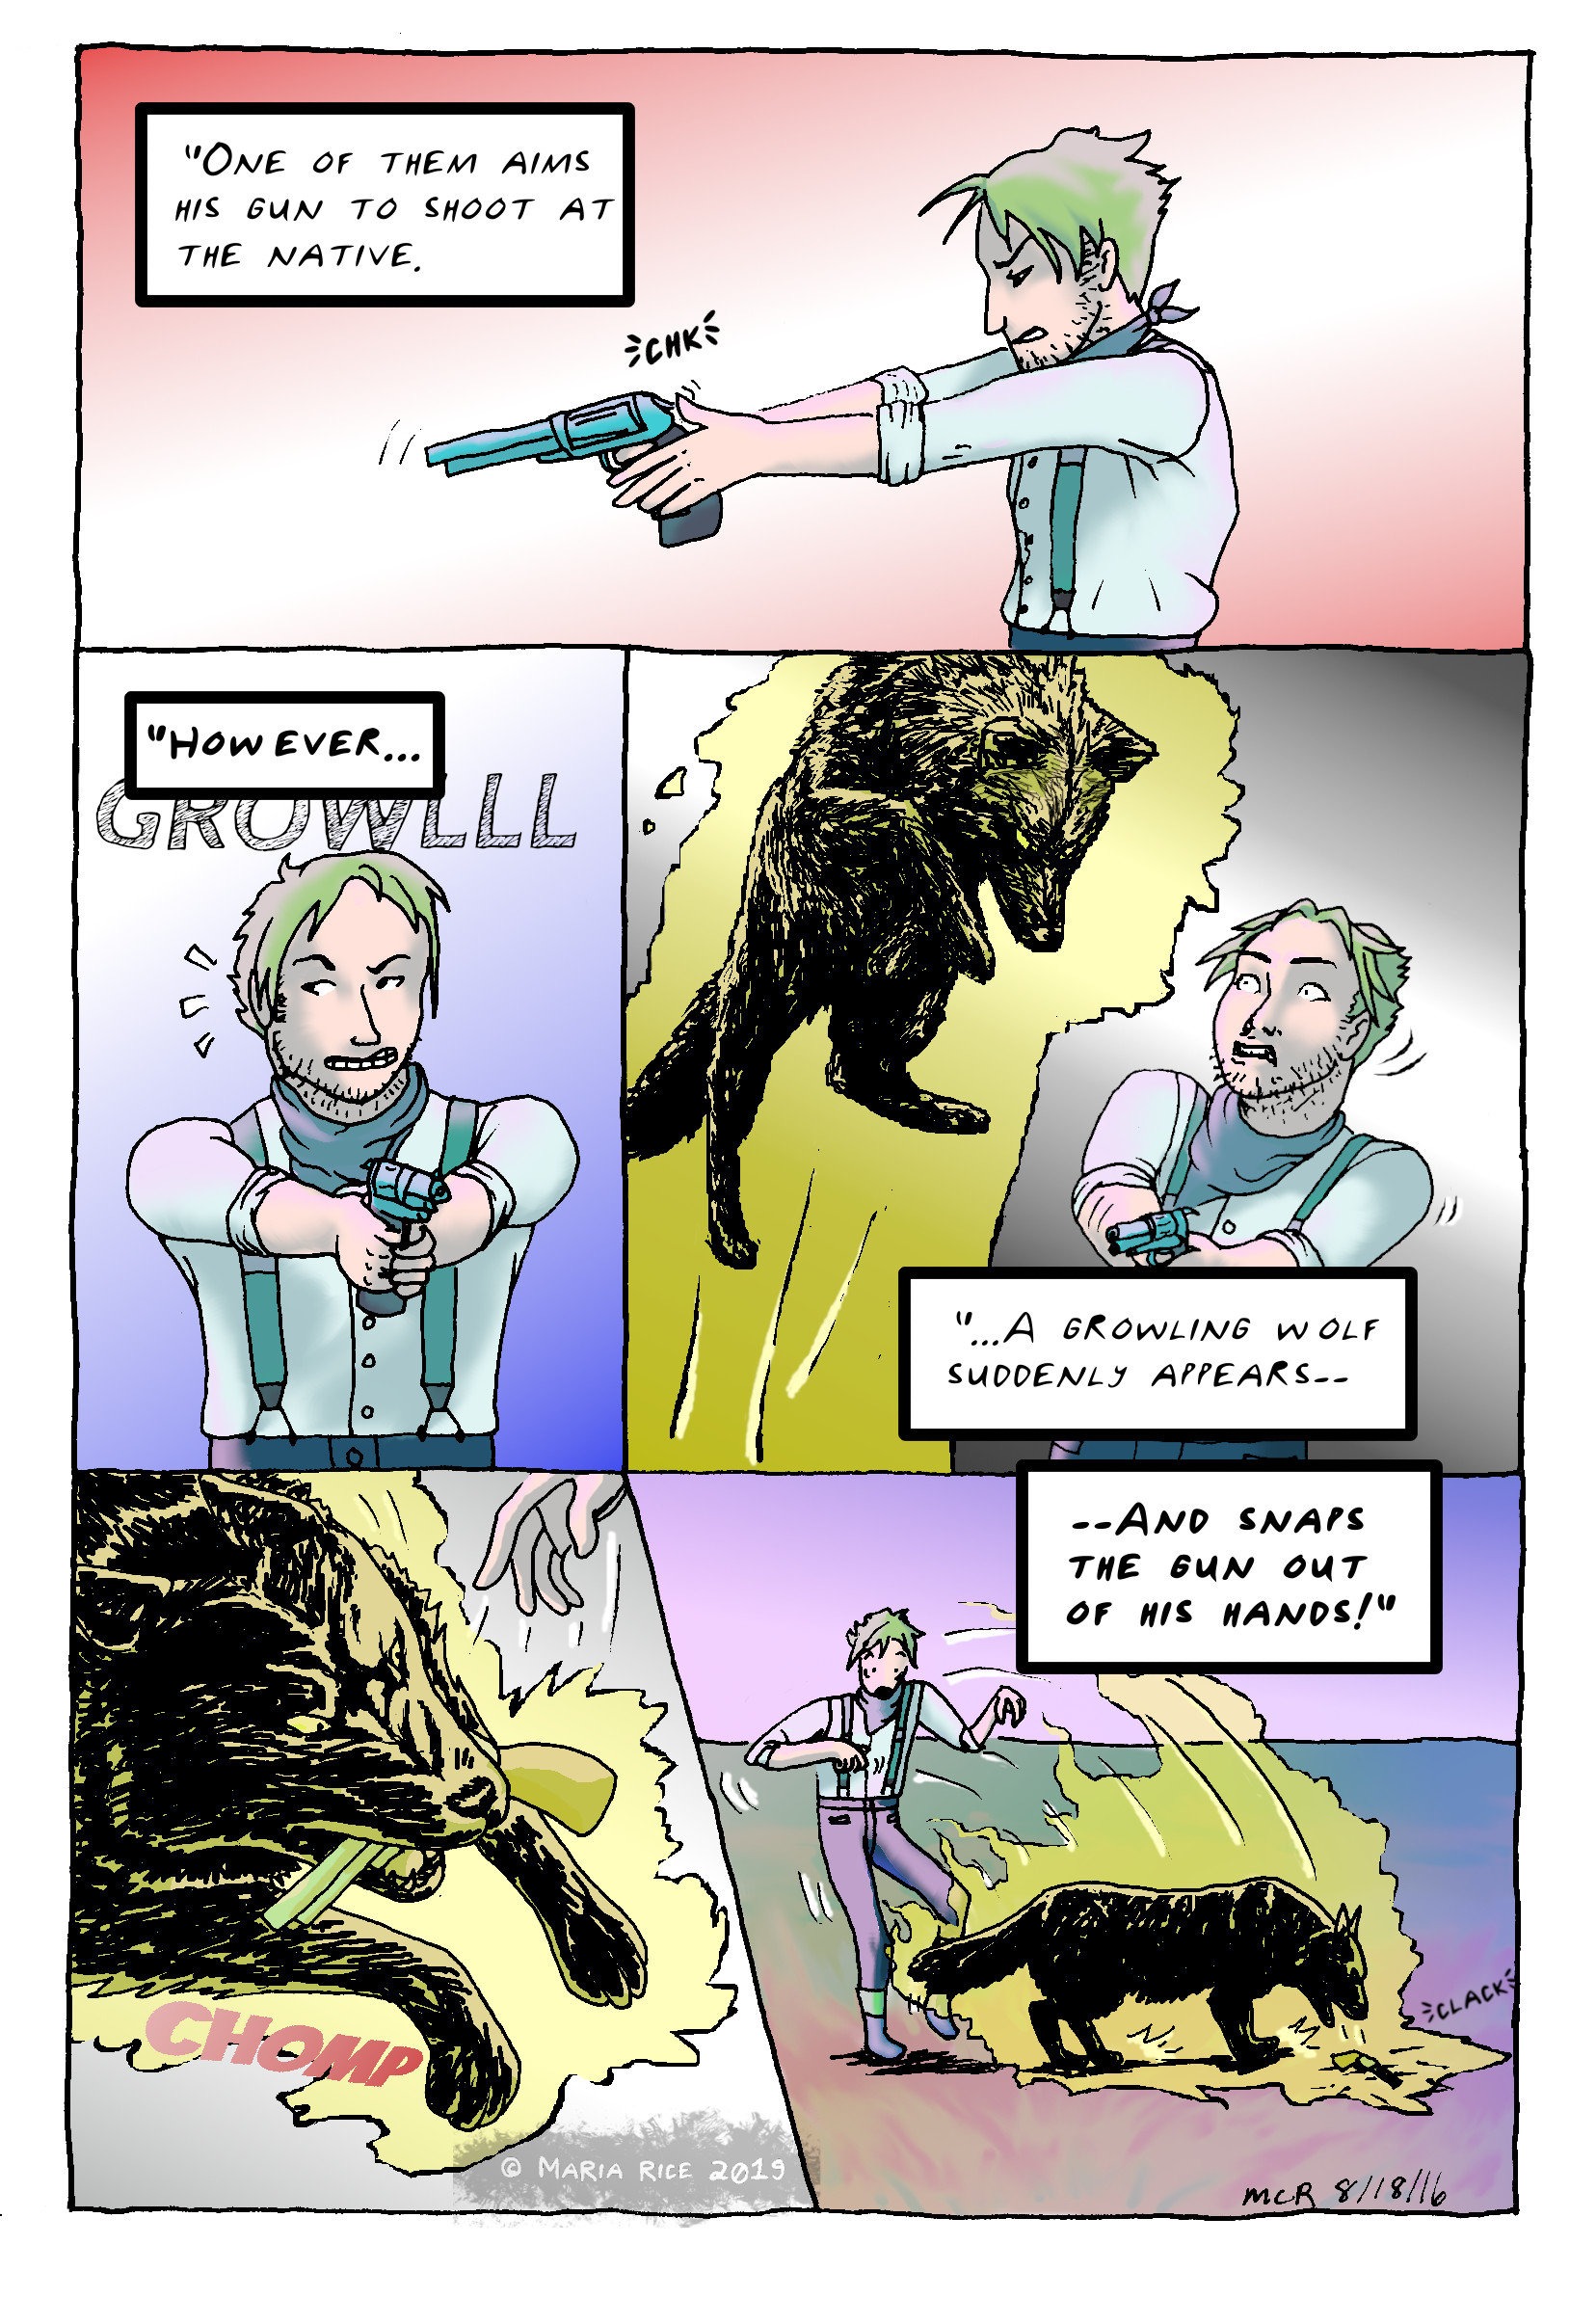 "ONE OF THEM AIMS
HIS GUN TO SHOOT AT
THE NATIVE.
CHK
"HOWEVER...
GROWLLL
"...A GROWLING WOLF
SUDDENLY APPEARS--
CHOMP
--AND SNAPS
THE GUN OUT
OF HIS HANDS!"
CLACK
© MARIA RICE 2019
MCR 8/18/16